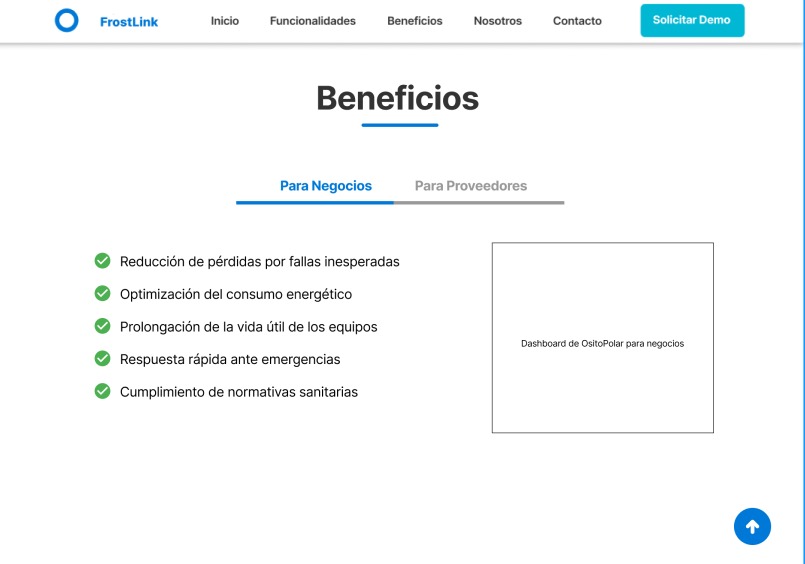 FrostLink
Inicio
Funcionalidades
Beneficios
Nosotros
Contacto
Solicitar Demo
Beneficios
Para Negocios
Para Proveedores
Reducción de pérdidas por fallas inesperadas
Optimización del consumo energético
Prolongación de la vida útil de los equipos
Respuesta rápida ante emergencias
Cumplimiento de normativas sanitarias
Dashboard de OsitoPolar para negocios